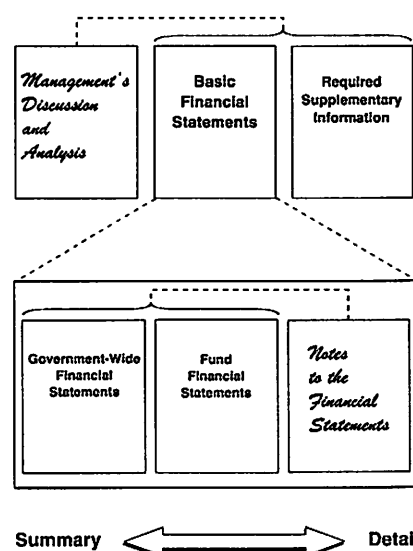 Management's
Discussion
and
Analysis
Basic
Financial
Statements
Required
Supplementary
Information
Government-Wide
Financial
Statements
Fund
Financial
Statements
Notes
to the
Financial
Statements
Summary
Detail